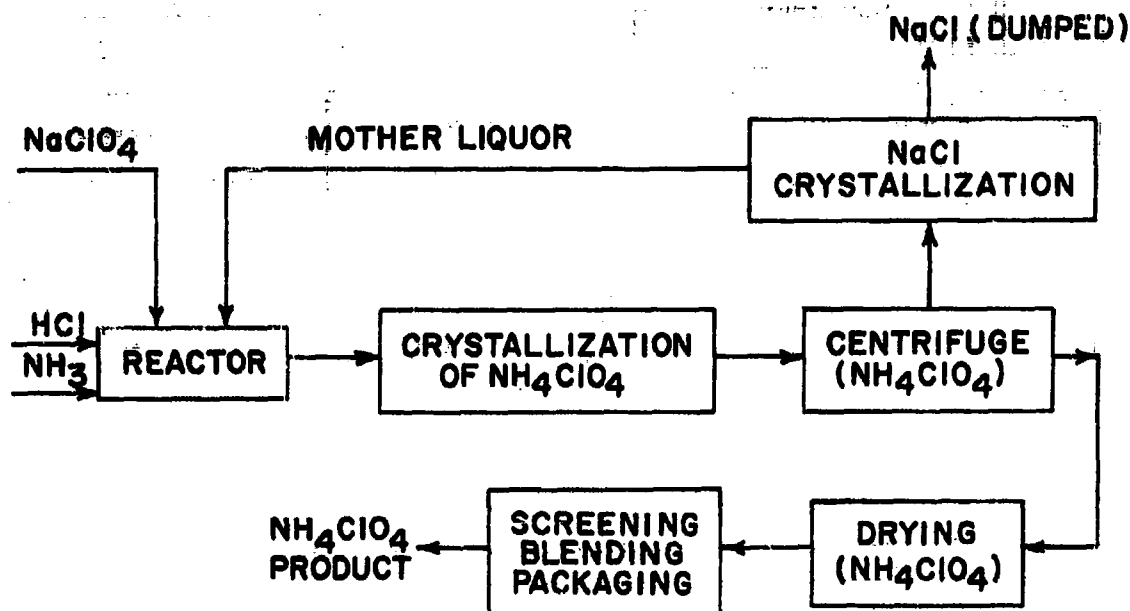 NaCl (DUMPED)
NaClO4
MOTHER LIQUOR
NaCl
CRYSTALLIZATION
HCl
NH3
REACTOR
CRYSTALLIZATION
OF NH4ClO4
CENTRIFUGE
(NH4ClO4)
NH4ClO4
PRODUCT
SCREENING
BLENDING
PACKAGING
DRYING
(NH4ClO4)